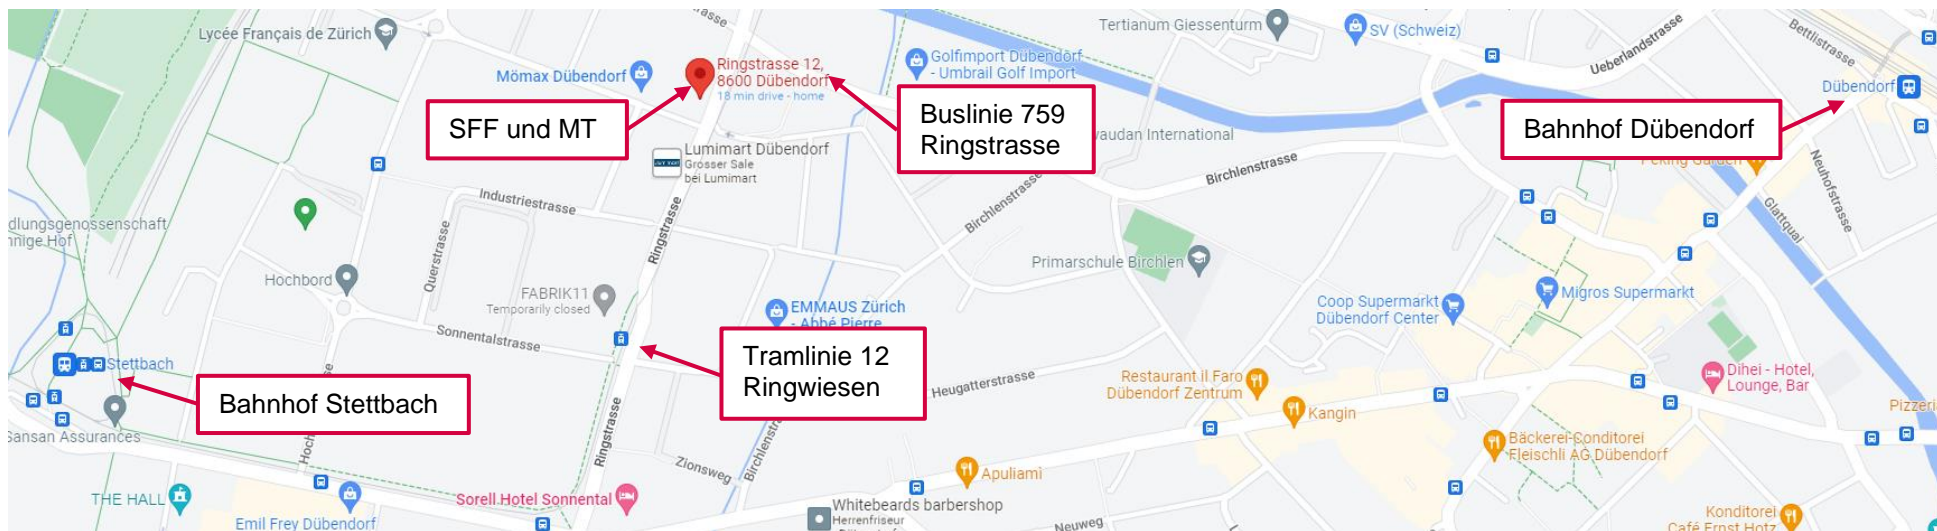 Lycée Français de Zürich
Mömax Dübendorf
Ringstrasse 12,
8600 Dübendorf
18 min drive - home
Golfimport Dübendorf
- Umbrail Golf Import
Tertianum Giessenturm
SV (Schweiz)
Ueberlandstrasse
Bettlistrasse
Dübendorf
SFF und MT
Buslinie 759
Ringstrasse
Bahnhof Dübendorf
Lumimart Dübendorf
Grosser Sale
bei Lumimart
International
Birchlenstrasse
Birchlenstrasse
Neuhofstrasse
Glattquai
Industriestrasse
Querstrasse
Ringstrasse
Hochbord
FABRIK11
Temporarily closed
Sonnentalstrasse
EMMAUS Zürich
- Abbé Pierre
Primarschule Birchlen
Coop Supermarkt
Dübendorf Center
Migros Supermarkt
Stettbach
Bahnhof Stettbach
Tramlinie 12
Ringwiesen
Heugatterstrasse
Restaurant il Faro
Dübendorf Zentrum
Kangin
Dihei - Hotel,
Lounge, Bar
Bäckerei-Conditorei
Fleischli AG Dübendorf
Ringstrasse
Zionsweg
Apuliamì
THE HALL
Emil Frey Dübendorf
Sorell Hotel Sonnental
Whitebeards barbershop
Herrenfriseur
Neuweg
Konditorei
Café Ernst Hotz